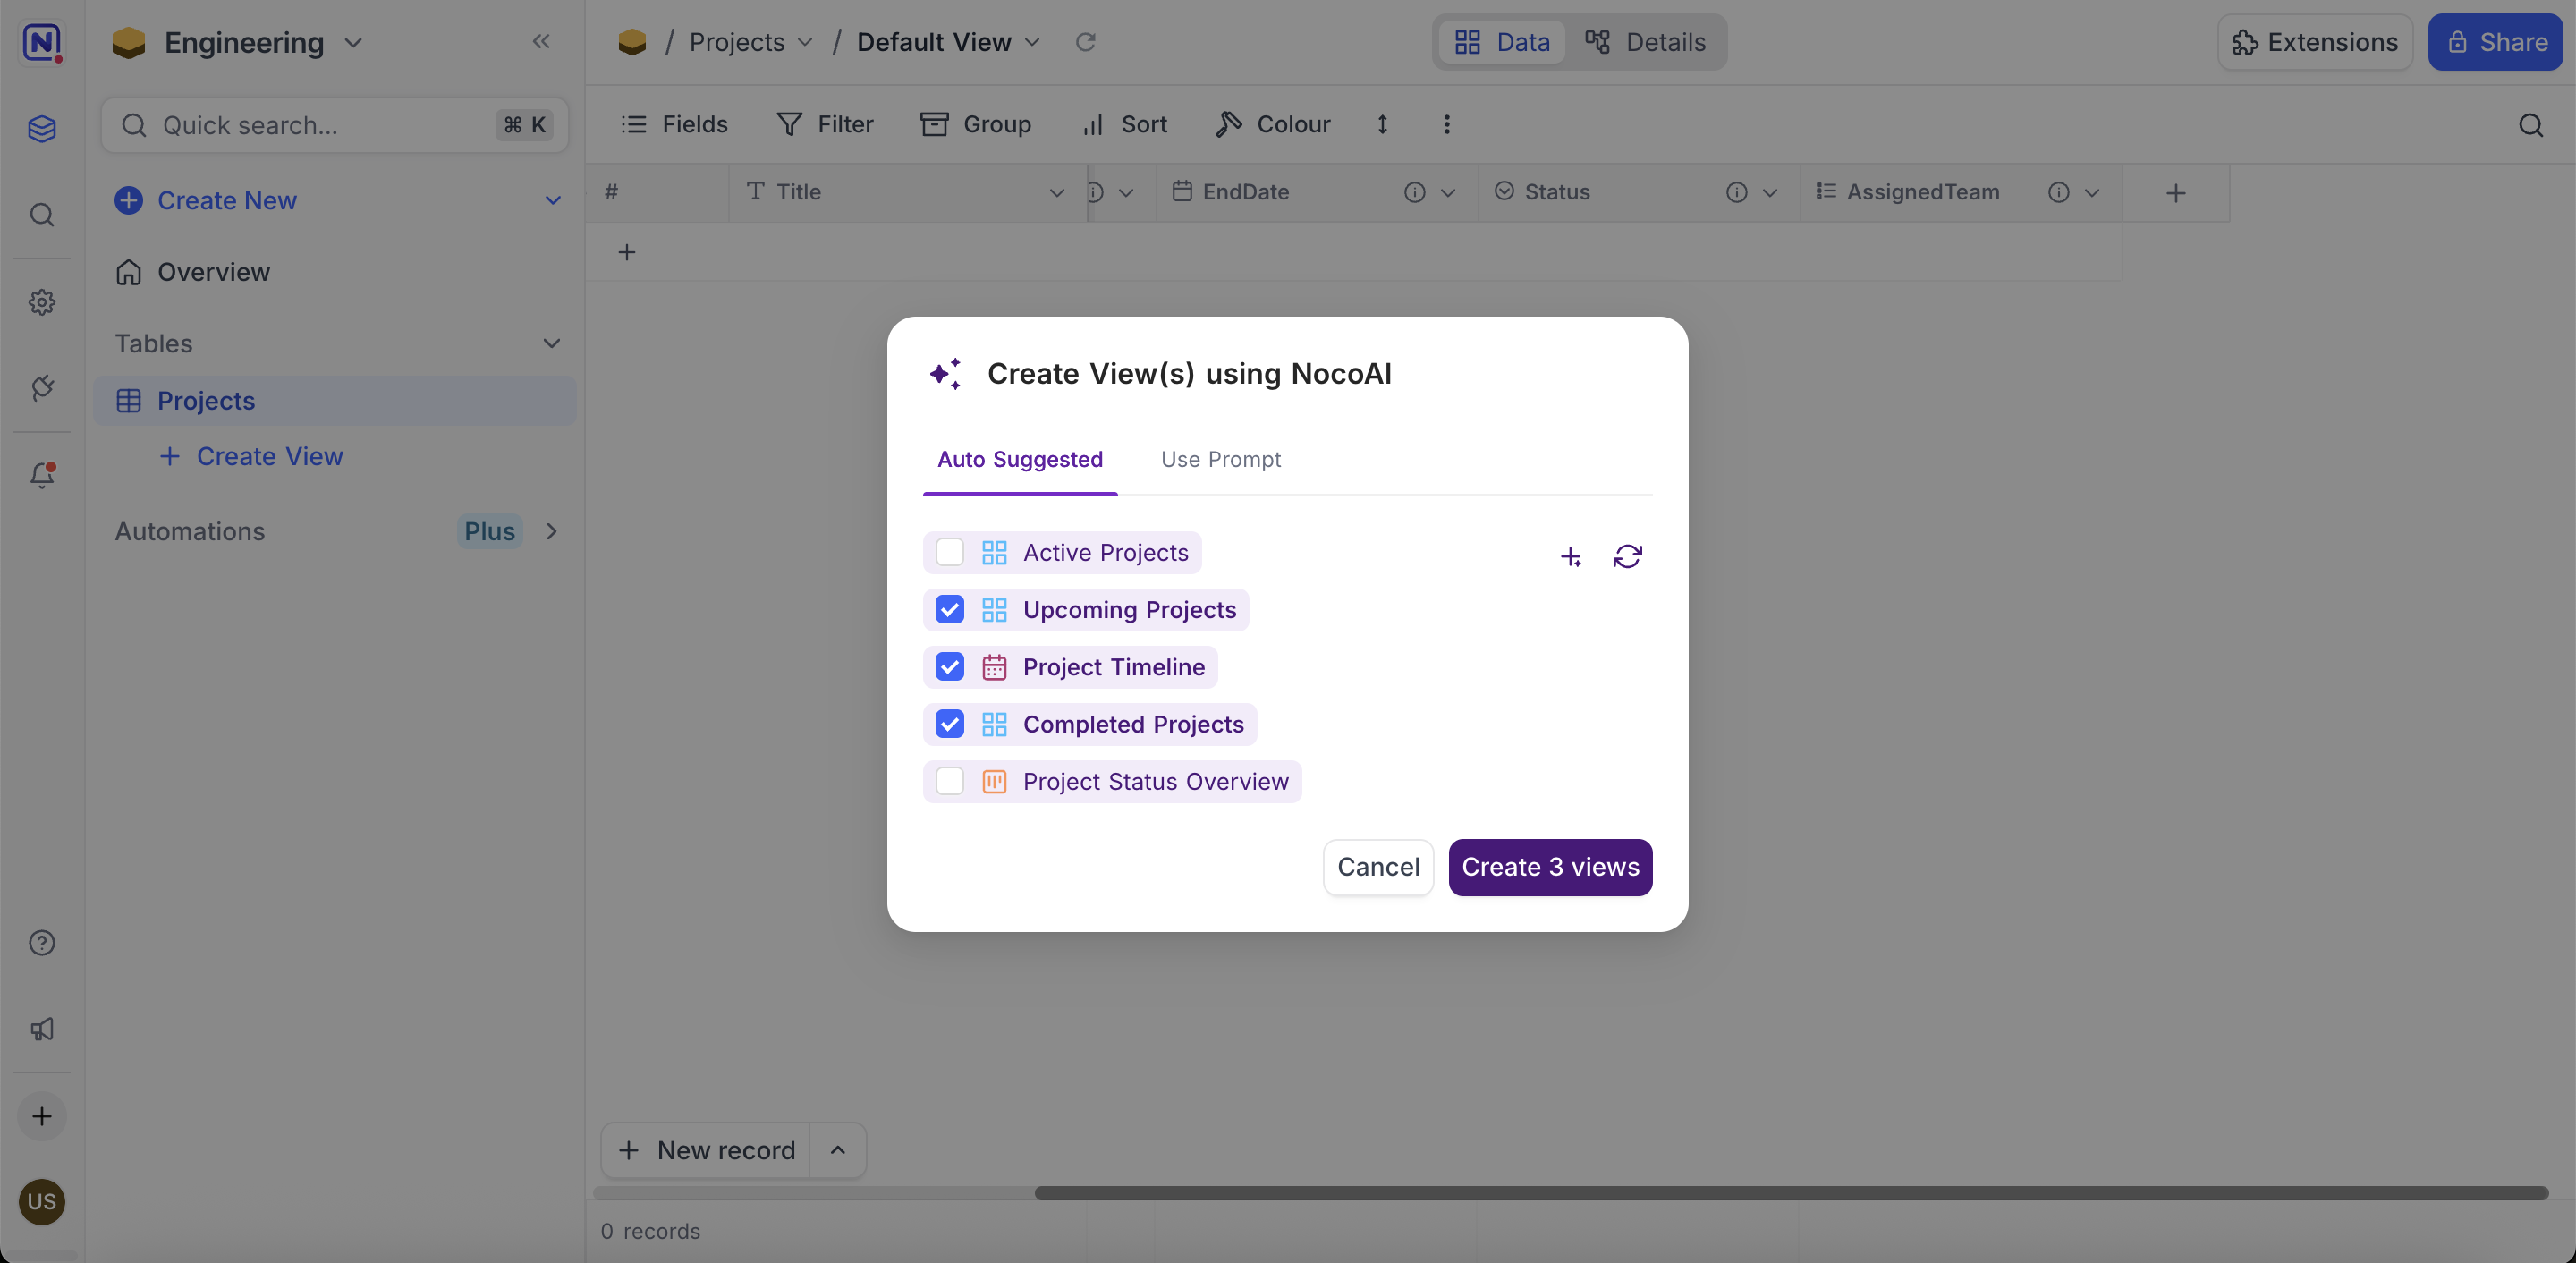 Engineering
Quick search...
⌘ K
Create New
Overview
Tables
Projects
Create View
Automations
Plus
US
/ Projects / Default View
Data
Details
Extensions
Share
Fields
Filter
Group
Sort
Colour
#
Title
EndDate
Status
AssignedTeam
Create View(s) using NocoAI
Auto Suggested
Use Prompt
Active Projects
Upcoming Projects
Project Timeline
Completed Projects
Project Status Overview
Cancel
Create 3 views
New record
0 records